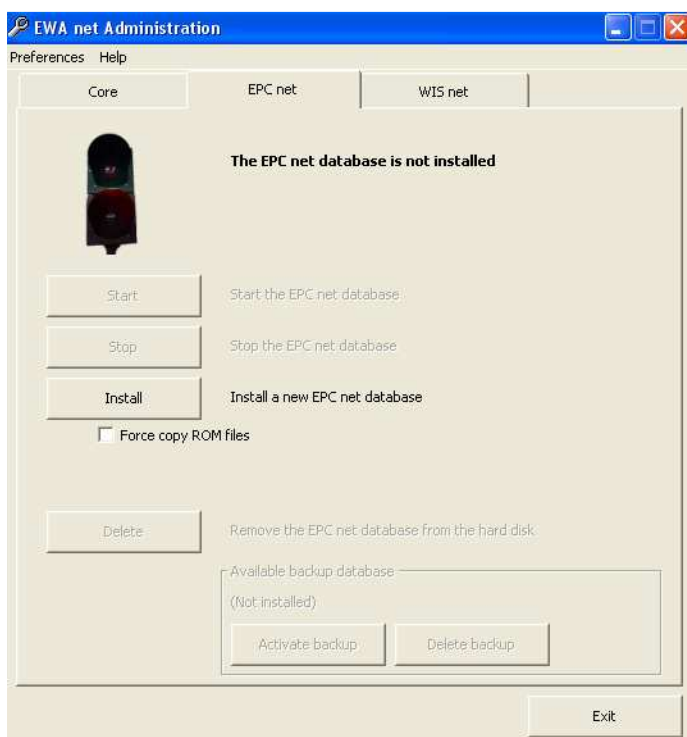 EWA net Administration
Preferences Help
Core EPC net WIS net
The EPC net database is not installed
Start Start the EPC net database
Stop Stop the EPC net database
Install Install a new EPC net database
Force copy ROM files
Delete Remove the EPC net database from the hard disk
Available backup database
(Not installed)
Activate backup Delete backup
Exit